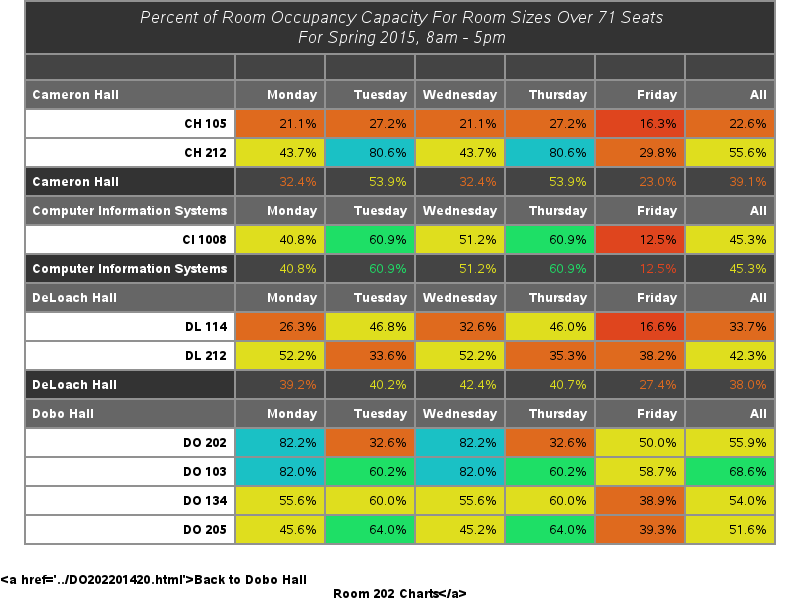 Percent of Room Occupancy Capacity For Room Sizes Over 71 Seats
For Spring 2015, 8am - 5pm
Cameron Hall Monday Tuesday Wednesday Thursday Friday All
CH 105 21.1% 27.2% 21.1% 27.2% 16.3% 22.6%
CH 212 43.7% 80.6% 43.7% 80.6% 29.8% 55.6%
Cameron Hall 32.4% 53.9% 32.4% 53.9% 23.0% 39.1%
Computer Information Systems Monday Tuesday Wednesday Thursday Friday All
CI 1008 40.8% 60.9% 51.2% 60.9% 12.5% 45.3%
Computer Information Systems 40.8% 60.9% 51.2% 60.9% 12.5% 45.3%
DeLoach Hall Monday Tuesday Wednesday Thursday Friday All
DL 114 26.3% 46.8% 32.6% 46.0% 16.6% 33.7%
DL 212 52.2% 33.6% 52.2% 35.3% 38.2% 42.3%
DeLoach Hall 39.2% 40.2% 42.4% 40.7% 27.4% 38.0%
Dobo Hall Monday Tuesday Wednesday Thursday Friday All
DO 202 82.2% 32.6% 82.2% 32.6% 50.0% 55.9%
DO 103 82.0% 60.2% 82.0% 60.2% 58.7% 68.6%
DO 134 55.6% 60.0% 55.6% 60.0% 38.9% 54.0%
DO 205 45.6% 64.0% 45.2% 64.0% 39.3% 51.6%
<a href='../DO202201420.html'>Back to Dobo Hall
Room 202 Charts</a>